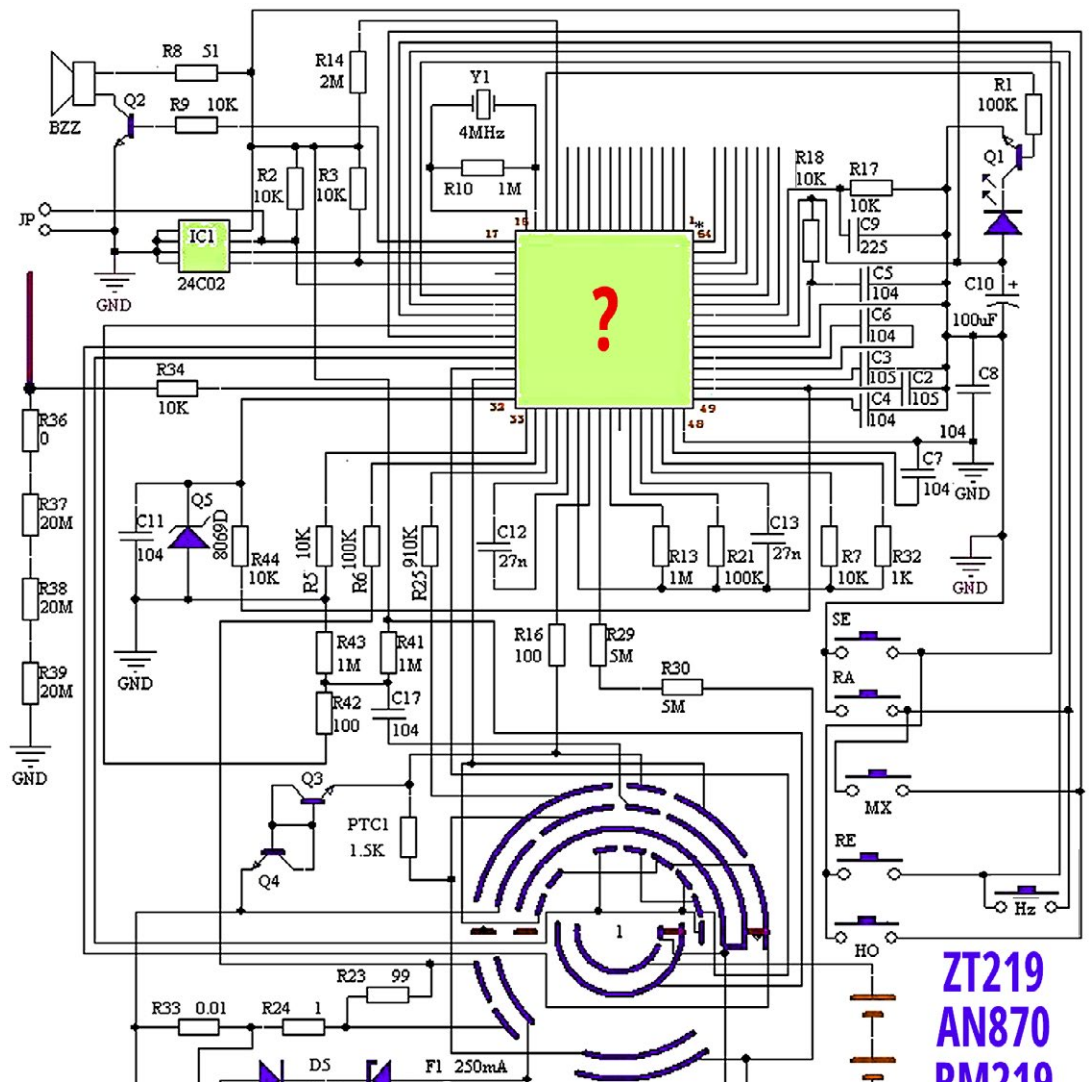 R8 51
R14
2M
Y1
4MHz
R1
100K
BZZ
Q2
R9 10K
R2
10K
R3
10K
R10 1M
R18
10K
R17
10K
Q1
JP
IC1
24C02
GND
16
17
1*
64
C9
225
C5
104
C10 +
100uF
C6
104
C3
105
C2
105
C4
104
C8
104
?
R34
10K
32
33
49
48
R36
0
C7
104
GND
R37
20M
C11
104
Q5
8069D
R44
10K
R5 10K
R6 100K
R25 910K
C12
27n
R13
1M
R21
100K
C13
27n
R7
10K
R32
1K
GND
R38
20M
R39
20M
GND
GND
R43
1M
R41
1M
R42
100
C17
104
R16
100
R29
5M
R30
5M
SE
RA
MX
RE
Hz
HO
Q3
Q4
PTC1
1.5K
1
R23 99
R33 0.01
R24 1
D5
F1 250mA
ZT219
AN870
RM219